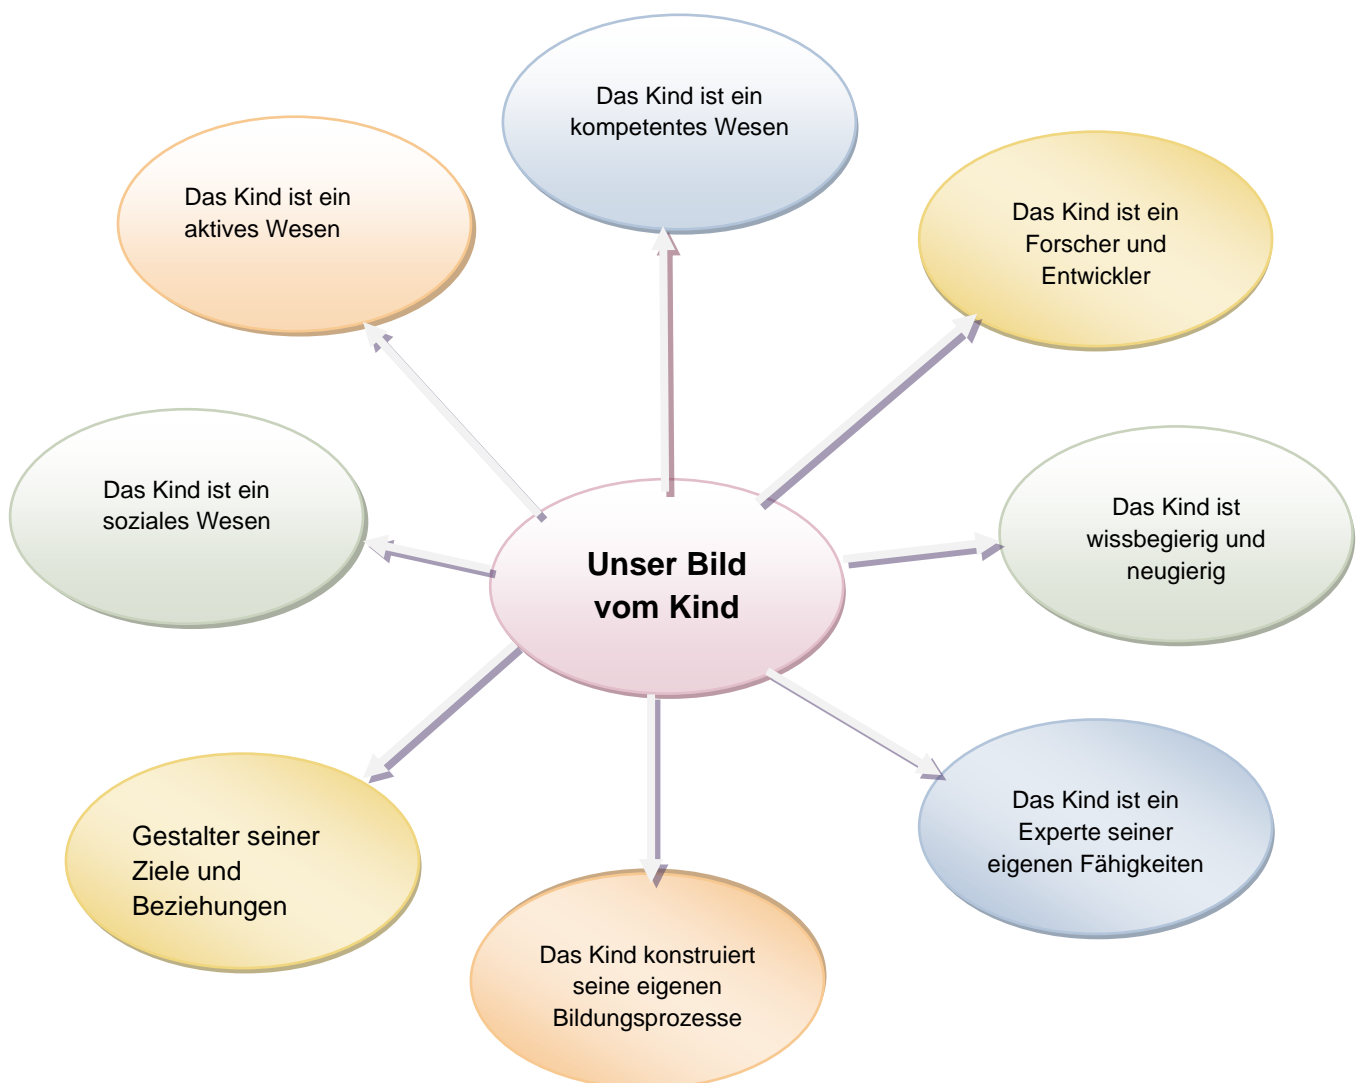 Das Kind ist ein
kompetentes Wesen
Das Kind ist ein
aktives Wesen
Das Kind ist ein
Forscher und
Entwickler
Das Kind ist ein
soziales Wesen
Das Kind ist
wissbegierig und
neugierig
Unser Bild
vom Kind
Das Kind ist ein
Experte seiner
eigenen Fähigkeiten
Gestalter seiner
Ziele und
Beziehungen
Das Kind konstruiert
seine eigenen
Bildungsprozesse